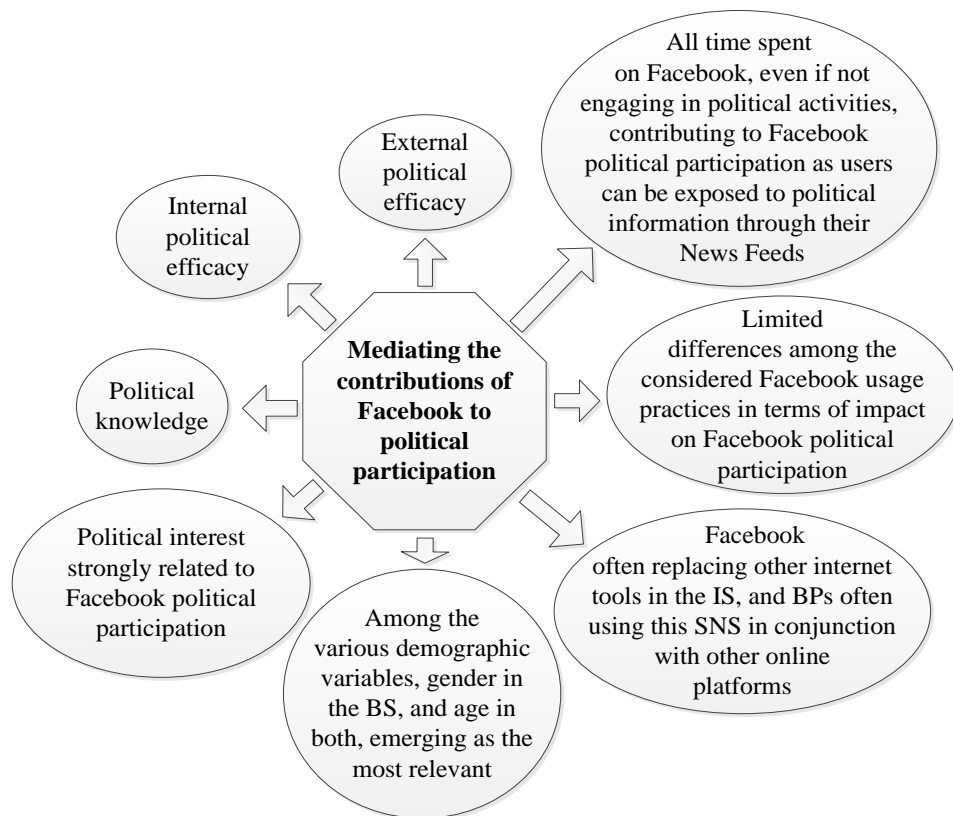 All time spent
on Facebook, even if not
engaging in political activities,
contributing to Facebook
political participation as users
can be exposed to political
information through their
News Feeds
External
political
efficacy
Internal
political
efficacy
Mediating the
contributions of
Facebook to
political
participation
Limited
differences among the
considered Facebook usage
practices in terms of impact
on Facebook political
participation
Political
knowledge
Political interest
strongly related to
Facebook political
participation
Facebook
often replacing other internet
tools in the IS, and BPs often
using this SNS in conjunction
with other online
platforms
Among the
various demographic
variables, gender in
the BS, and age in
both, emerging as the
most relevant